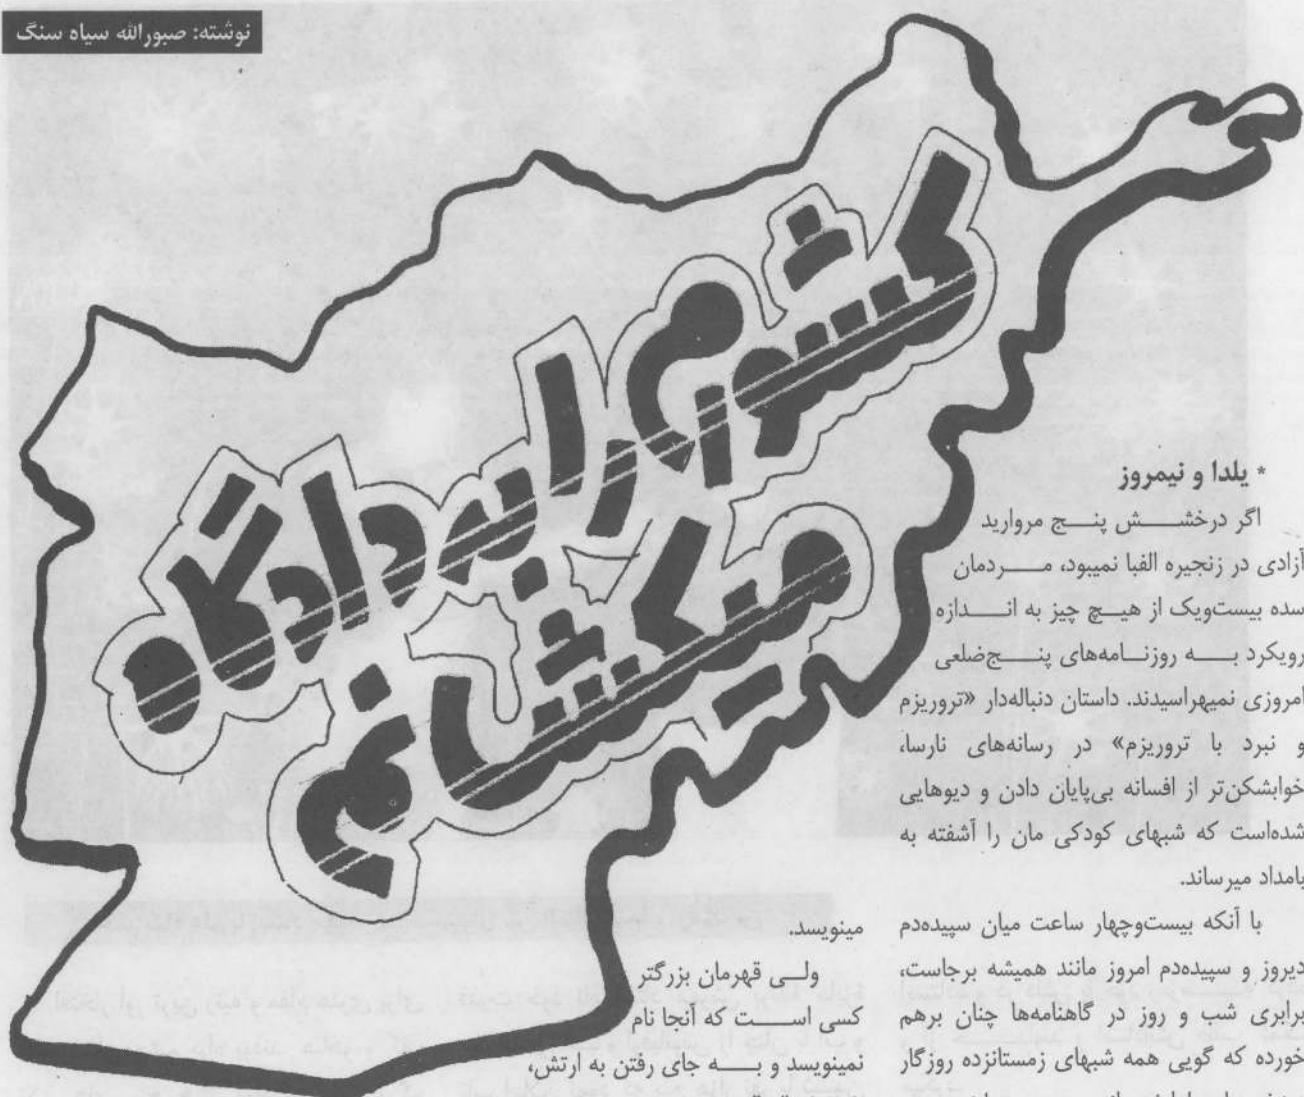 نوشته: صبورالله سیاه سنگ
کشورم را به دادگاه
میکشانم
* یلدا و نیمروز
اگر درخشش پنج مروارید
آزادی در زنجیره الفبا نمیبود، مردمان
سده بیست‌ویک از هیچ چیز به اندازه
رویکرد به روزنامه‌های پنج‌ضلعی
امروزی نمیهراسیدند. داستان دنباله‌دار «تروریزم
و نبرد با تروریزم» در رسانه‌های نارسا،
خوابشکن‌تر از افسانه بی‌پایان دادن و دیوهایی
شده‌است که شبهای کودکی مان را آشفته به
بامداد میرساند.
با آنکه بیست‌وچهار ساعت میان سپیده‌دم
دیروز و سپیده‌دم امروز مانند همیشه برجاست،
برابری شب و روز در گاهنامه‌ها چنان برهم
خورده که گویی همه شبهای زمستانزده روزگار
مینویسد.
ولی قهرمان بزرگتر
کسی است که آنجا نام
نمینویسد و به جای رفتن به ارتش،